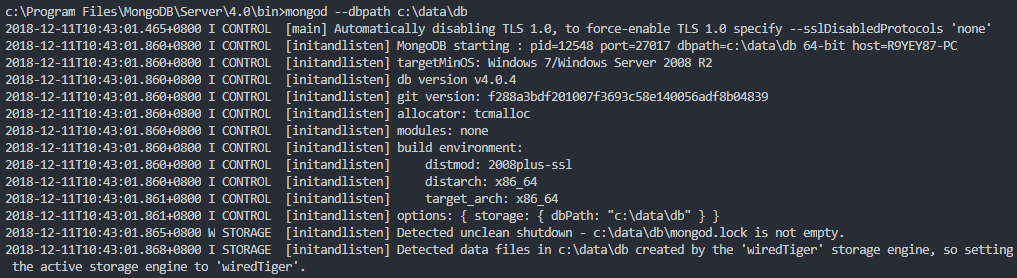 c:\Program Files\MongoDB\Server\4.0\bin>mongod --dbpath c:\data\db
2018-12-11T10:43:01.465+0800 I CONTROL  [main] Automatically disabling TLS 1.0, to force-enable TLS 1.0 specify --sslDisabledProtocols 'none'
2018-12-11T10:43:01.860+0800 I CONTROL  [initandlisten] MongoDB starting : pid=12548 port=27017 dbpath=c:\data\db 64-bit host=R9YEY87-PC
2018-12-11T10:43:01.860+0800 I CONTROL  [initandlisten] targetMinOS: Windows 7/Windows Server 2008 R2
2018-12-11T10:43:01.860+0800 I CONTROL  [initandlisten] db version v4.0.4
2018-12-11T10:43:01.860+0800 I CONTROL  [initandlisten] git version: f288a3bdf201007f3693c58e140056adf8b04839
2018-12-11T10:43:01.860+0800 I CONTROL  [initandlisten] allocator: tcmalloc
2018-12-11T10:43:01.860+0800 I CONTROL  [initandlisten] modules: none
2018-12-11T10:43:01.860+0800 I CONTROL  [initandlisten] build environment:
2018-12-11T10:43:01.860+0800 I CONTROL  [initandlisten]     distmod: 2008plus-ssl
2018-12-11T10:43:01.860+0800 I CONTROL  [initandlisten]     distarch: x86_64
2018-12-11T10:43:01.861+0800 I CONTROL  [initandlisten]     target_arch: x86_64
2018-12-11T10:43:01.861+0800 I CONTROL  [initandlisten] options: { storage: { dbPath: "c:\data\db" } }
2018-12-11T10:43:01.865+0800 W STORAGE  [initandlisten] Detected unclean shutdown - c:\data\db\mongod.lock is not empty.
2018-12-11T10:43:01.868+0800 I STORAGE  [initandlisten] Detected data files in c:\data\db created by the 'wiredTiger' storage engine, so setting
 the active storage engine to 'wiredTiger'.